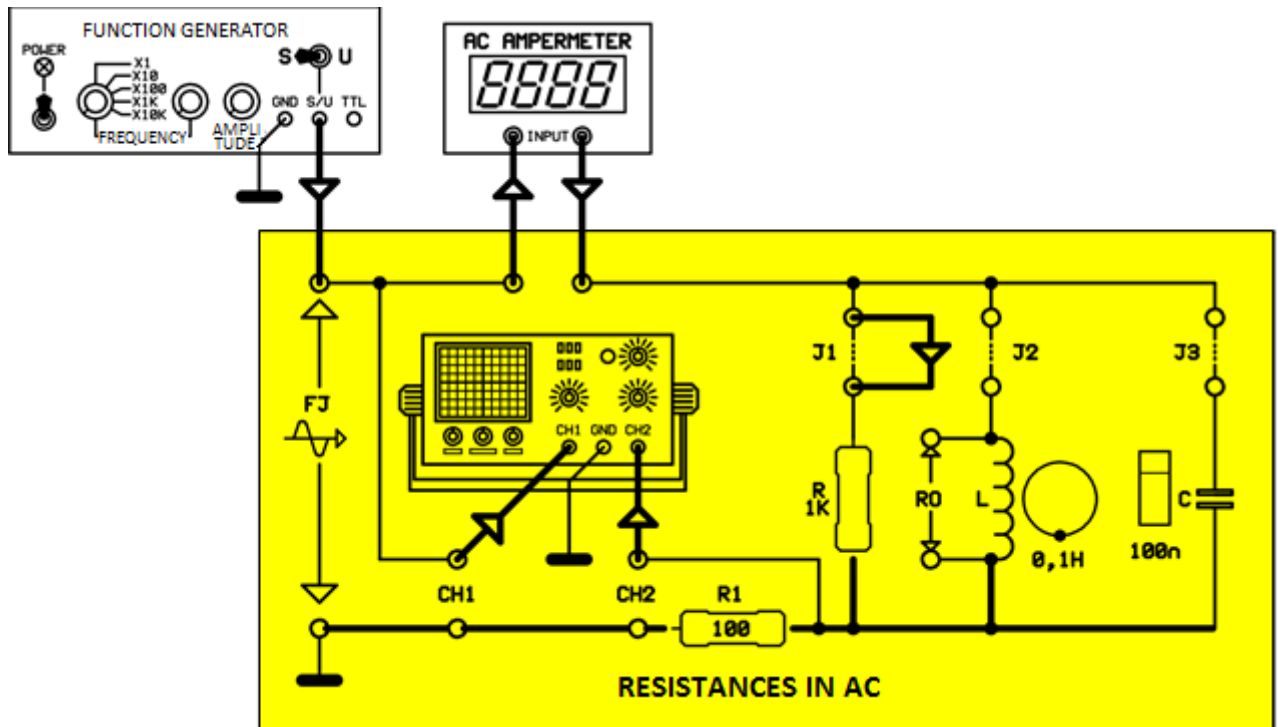 FUNCTION GENERATOR
POWER
S U
X1
X10
X100
X1K
X10K
GND S/U TTL
FREQUENCY
AMPLI
TUDE
AC AMPERMETER
8888
INPUT
FJ
CH1 GND CH2
J1
J2
J3
R
1K
RO
L
0,1H
C
100n
CH1
CH2
R1
100
RESISTANCES IN AC